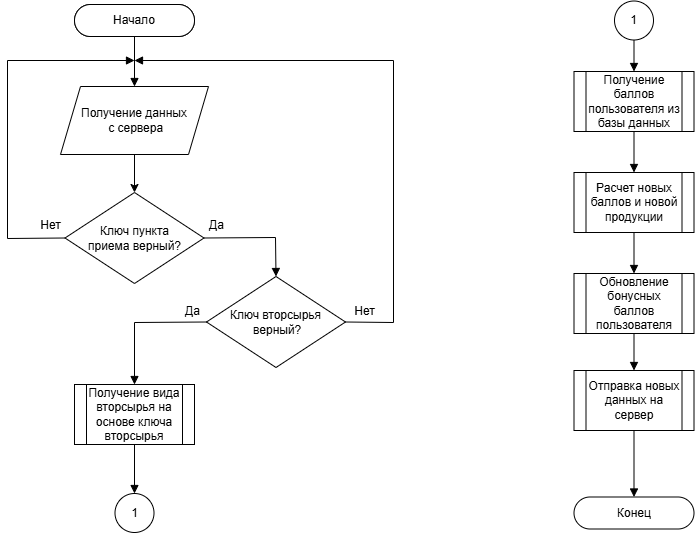 Начало
Получение данных
с сервера
Нет
Ключ пункта
приема верный?
Да
Да
Ключ вторсырья
верный?
Нет
Получение вида
вторсырья на
основе ключа
вторсырья
1
1
Получение
баллов
пользователя из
базы данных
Расчет новых
баллов и новой
продукции
Обновление
бонусных
баллов
пользователя
Отправка новых
данных на
сервер
Конец